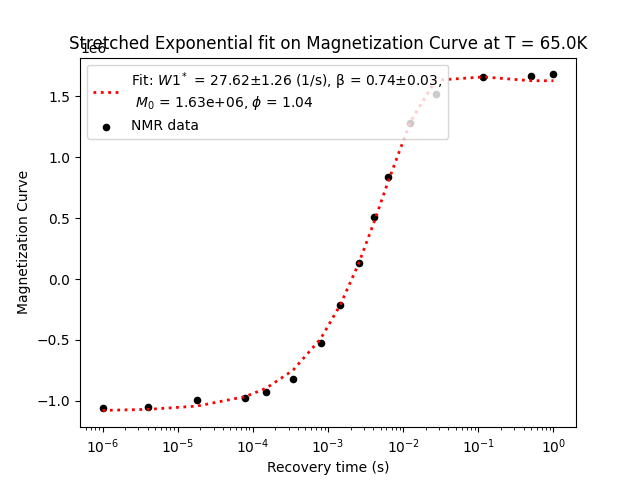 Stretched Exponential fit on Magnetization Curve at T = 65.0K
1e6
Fit: W1* = 27.62±1.26 (1/s), β = 0.74±0.03,
M₀ = 1.63e+06, ϕ = 1.04
NMR data
Magnetization Curve
1.5
1.0
0.5
0.0
−0.5
−1.0
10⁻⁶ 10⁻⁵ 10⁻⁴ 10⁻³ 10⁻² 10⁻¹ 10⁰
Recovery time (s)